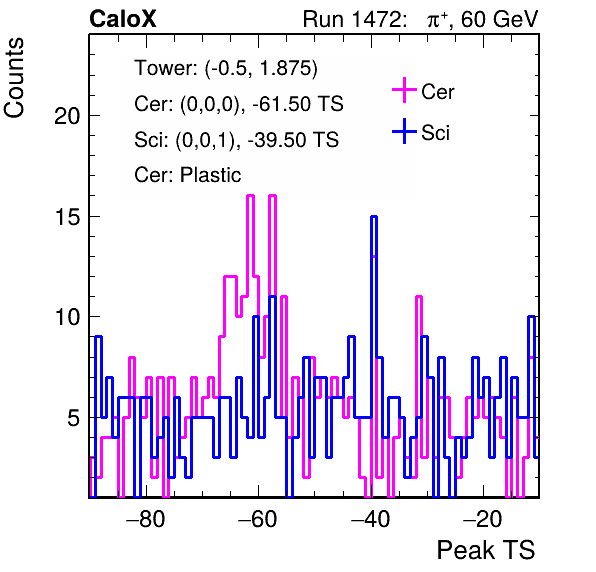 CaloX Run 1472: π⁺, 60 GeV
Counts
Tower: (-0.5, 1.875)
Cer: (0,0,0), -61.50 TS
Sci: (0,0,1), -39.50 TS
Cer: Plastic
Cer
Sci
20
15
10
5
−80 −60 −40 −20
Peak TS